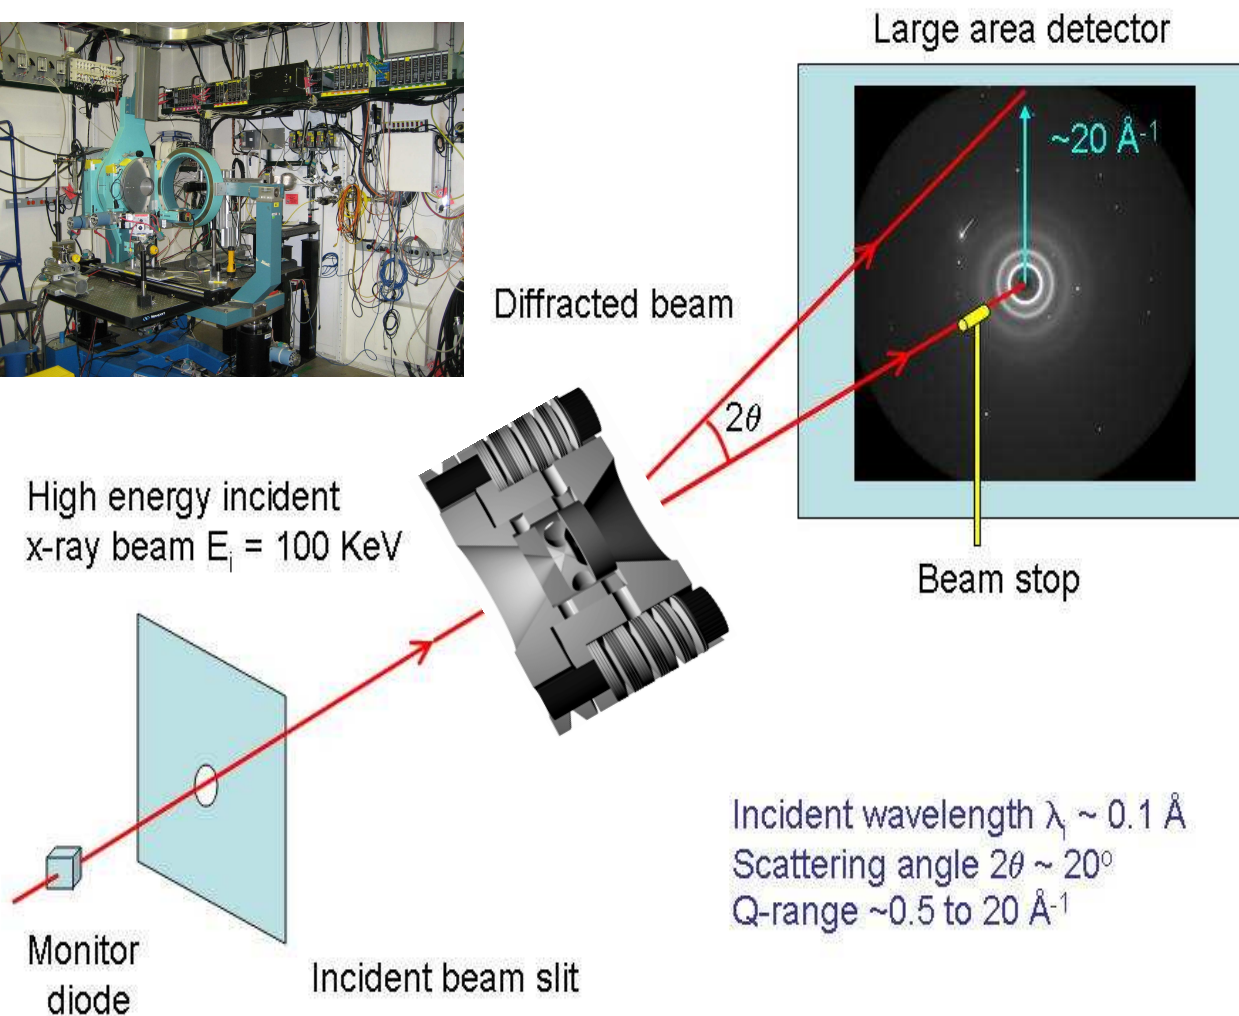 Large area detector
~20 Å-1
Diffracted beam
2θ
High energy incident
x-ray beam Ei = 100 KeV
Beam stop
Incident wavelength λi ~ 0.1 Å
Scattering angle 2θ ~ 20o
Q-range ~0.5 to 20 Å-1
Monitor
diode
Incident beam slit